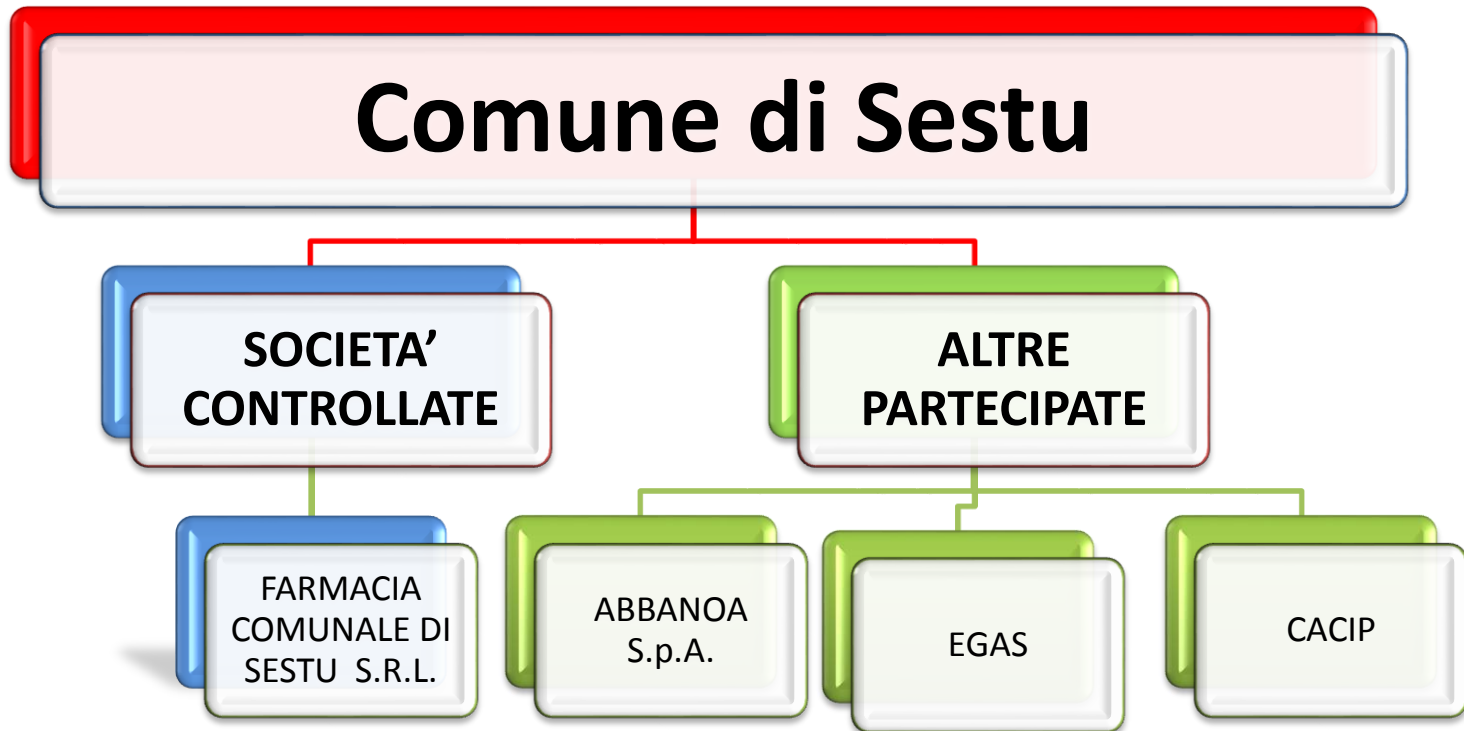 Comune di Sestu
SOCIETA’
CONTROLLATE
ALTRE
PARTECIPATE
FARMACIA
COMUNALE DI
SESTU S.R.L.
ABBANOA
S.p.A.
EGAS
CACIP